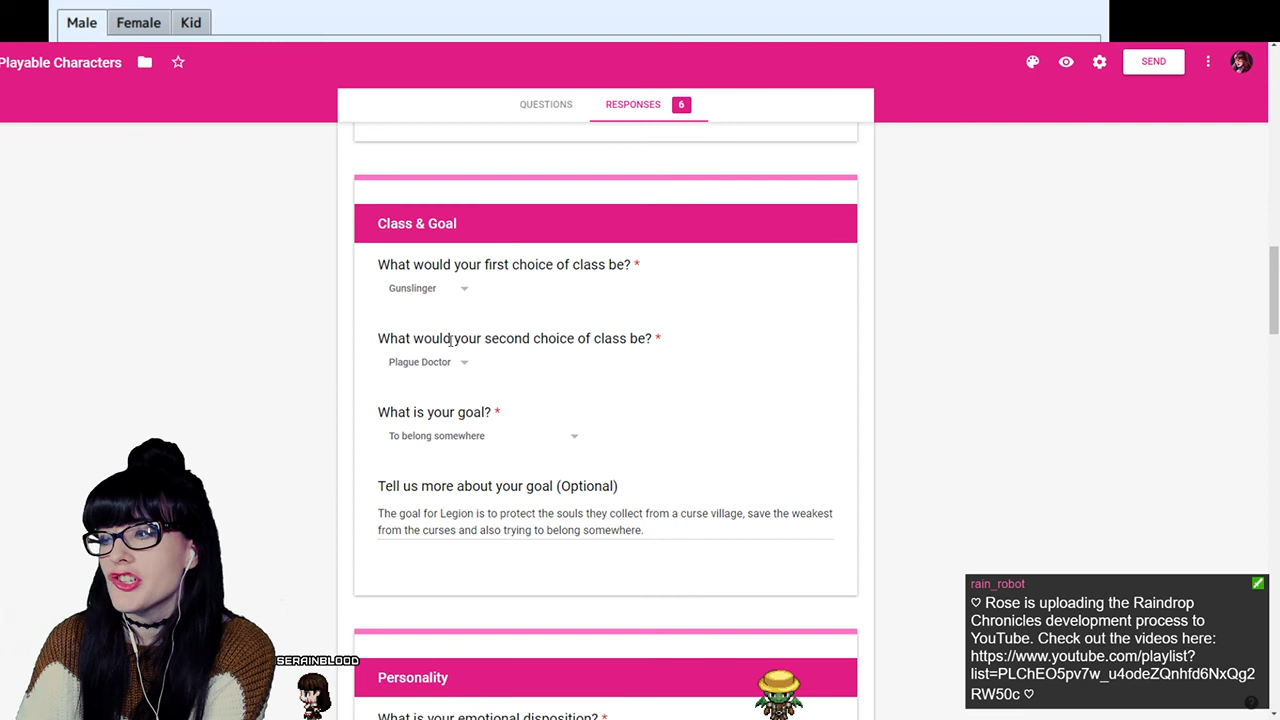 Male Female Kid
Playable Characters
SEND
QUESTIONS RESPONSES 6
Class & Goal
What would your first choice of class be? *
Gunslinger
What would your second choice of class be? *
Plague Doctor
What is your goal? *
To belong somewhere
Tell us more about your goal (Optional)
The goal for Legion is to protect the souls they collect from a curse village, save the weakest
from the curses and also trying to belong somewhere.
Personality
What is your emotional disposition? *
SERAINBLOOD
rain_robot
♡ Rose is uploading the Raindrop
Chronicles development process to
YouTube. Check out the videos here:
https://www.youtube.com/playlist?
list=PLChEO5pv7w_u4odeZQnhfd6NxQg2
RW50c ♡